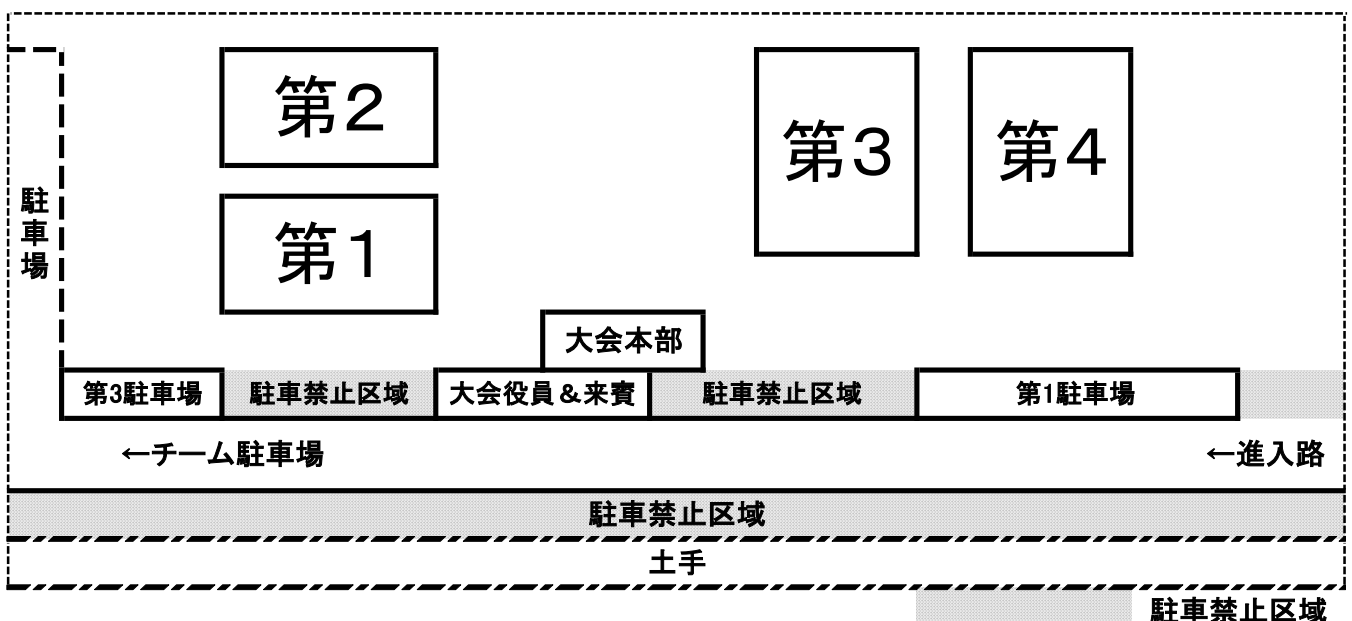 第２
第３
第４
駐車場
第１
大会本部
第3駐車場
駐車禁止区域
大会役員＆来賓
駐車禁止区域
第1駐車場
←チーム駐車場
←進入路
駐車禁止区域
土手
駐車禁止区域